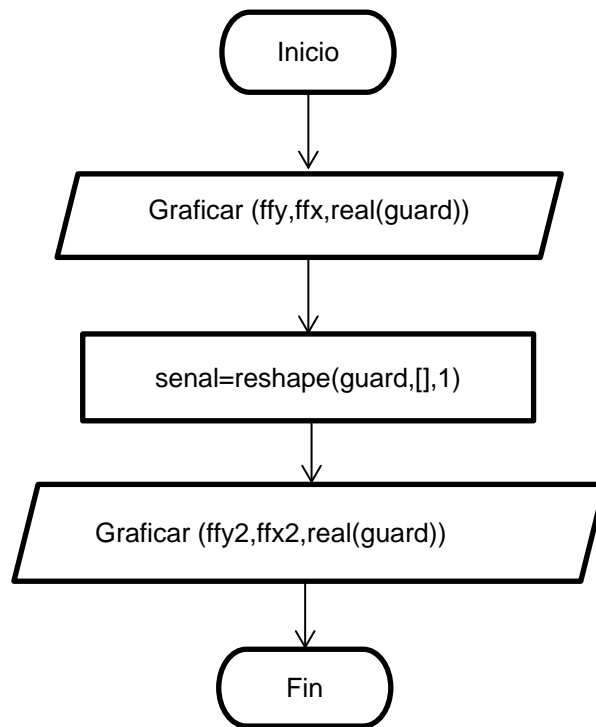 Inicio
Graficar (ffy,ffx,real(guard))
senal=reshape(guard,[],1)
Graficar (ffy2,ffx2,real(guard))
Fin